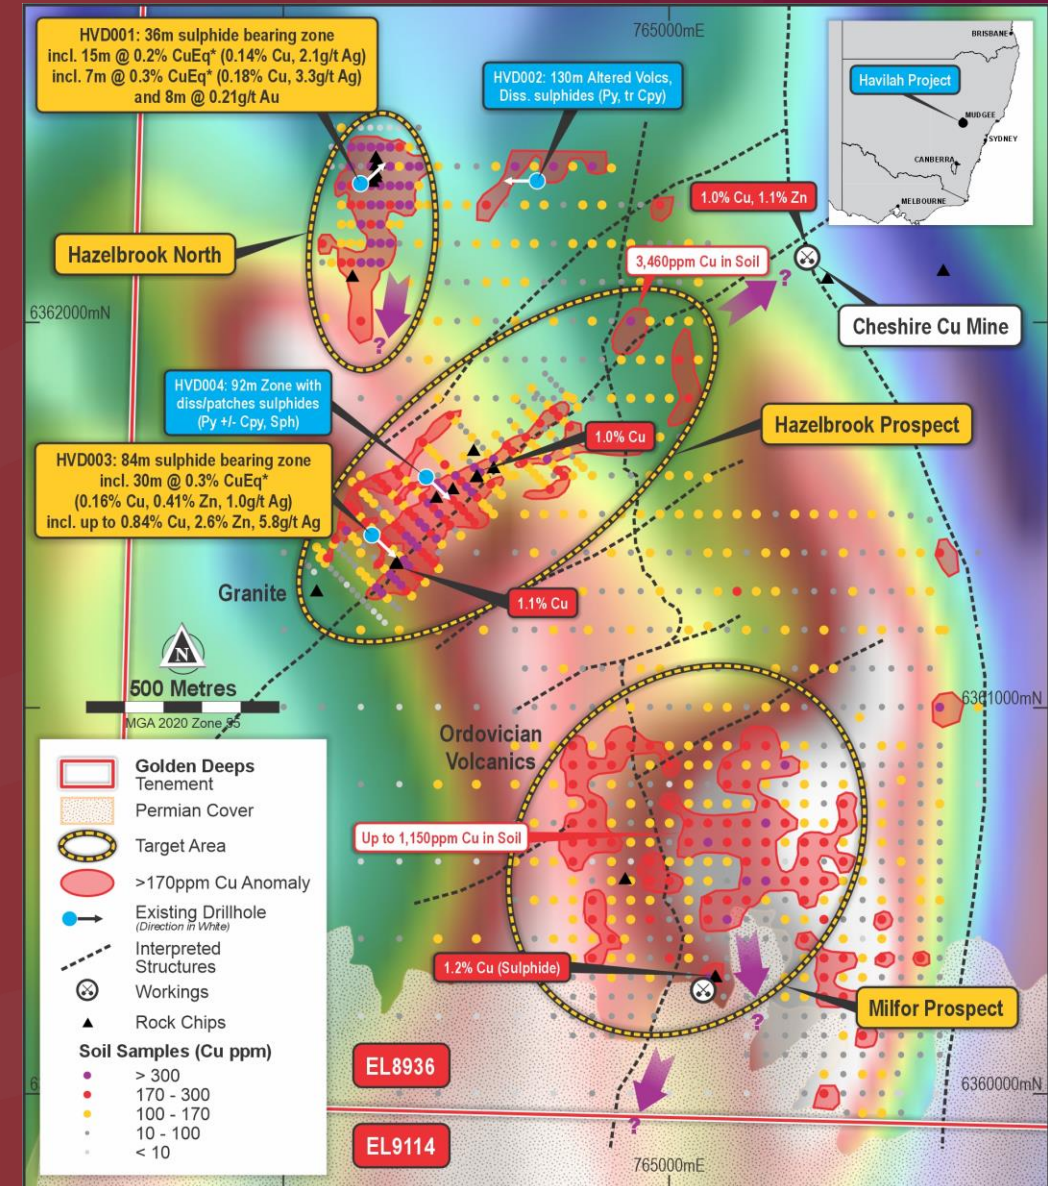 HVD001: 36m sulphide bearing zone
incl. 15m @ 0.2% CuEq* (0.14% Cu, 2.1g/t Ag)
incl. 7m @ 0.3% CuEq* (0.18% Cu, 3.3g/t Ag)
and 8m @ 0.21g/t Au
765000mE
HVD002: 130m Altered Volcs,
Diss. sulphides (Py, tr Cpy)
BRISBANE
Havilah Project
MUDGEE
SYDNEY
CANBERRA
MELBOURNE
1.0% Cu, 1.1% Zn
Hazelbrook North
3,460ppm Cu in Soil
?
6362000mN
Cheshire Cu Mine
?
HVD004: 92m Zone with
diss/patches sulphides
(Py +/- Cpy, Sph)
1.0% Cu
Hazelbrook Prospect
HVD003: 84m sulphide bearing zone
incl. 30m @ 0.3% CuEq*
(0.16% Cu, 0.41% Zn, 1.0g/t Ag)
incl. up to 0.84% Cu, 2.6% Zn, 5.8g/t Ag
Granite
1.1% Cu
N
500 Metres
MGA 2020 Zone 55
6361000mN
Ordovician
Volcanics
Up to 1,150ppm Cu in Soil
1.2% Cu (Sulphide)
Milfor Prospect
?
Golden Deeps
Tenement
Permian Cover
Target Area
>170ppm Cu Anomaly
Existing Drillhole
(Direction in White)
Interpreted
Structures
Workings
Rock Chips
Soil Samples (Cu ppm)
> 300
170 - 300
100 - 170
10 - 100
< 10
EL8936
6360000mN
?
EL9114
765000mE